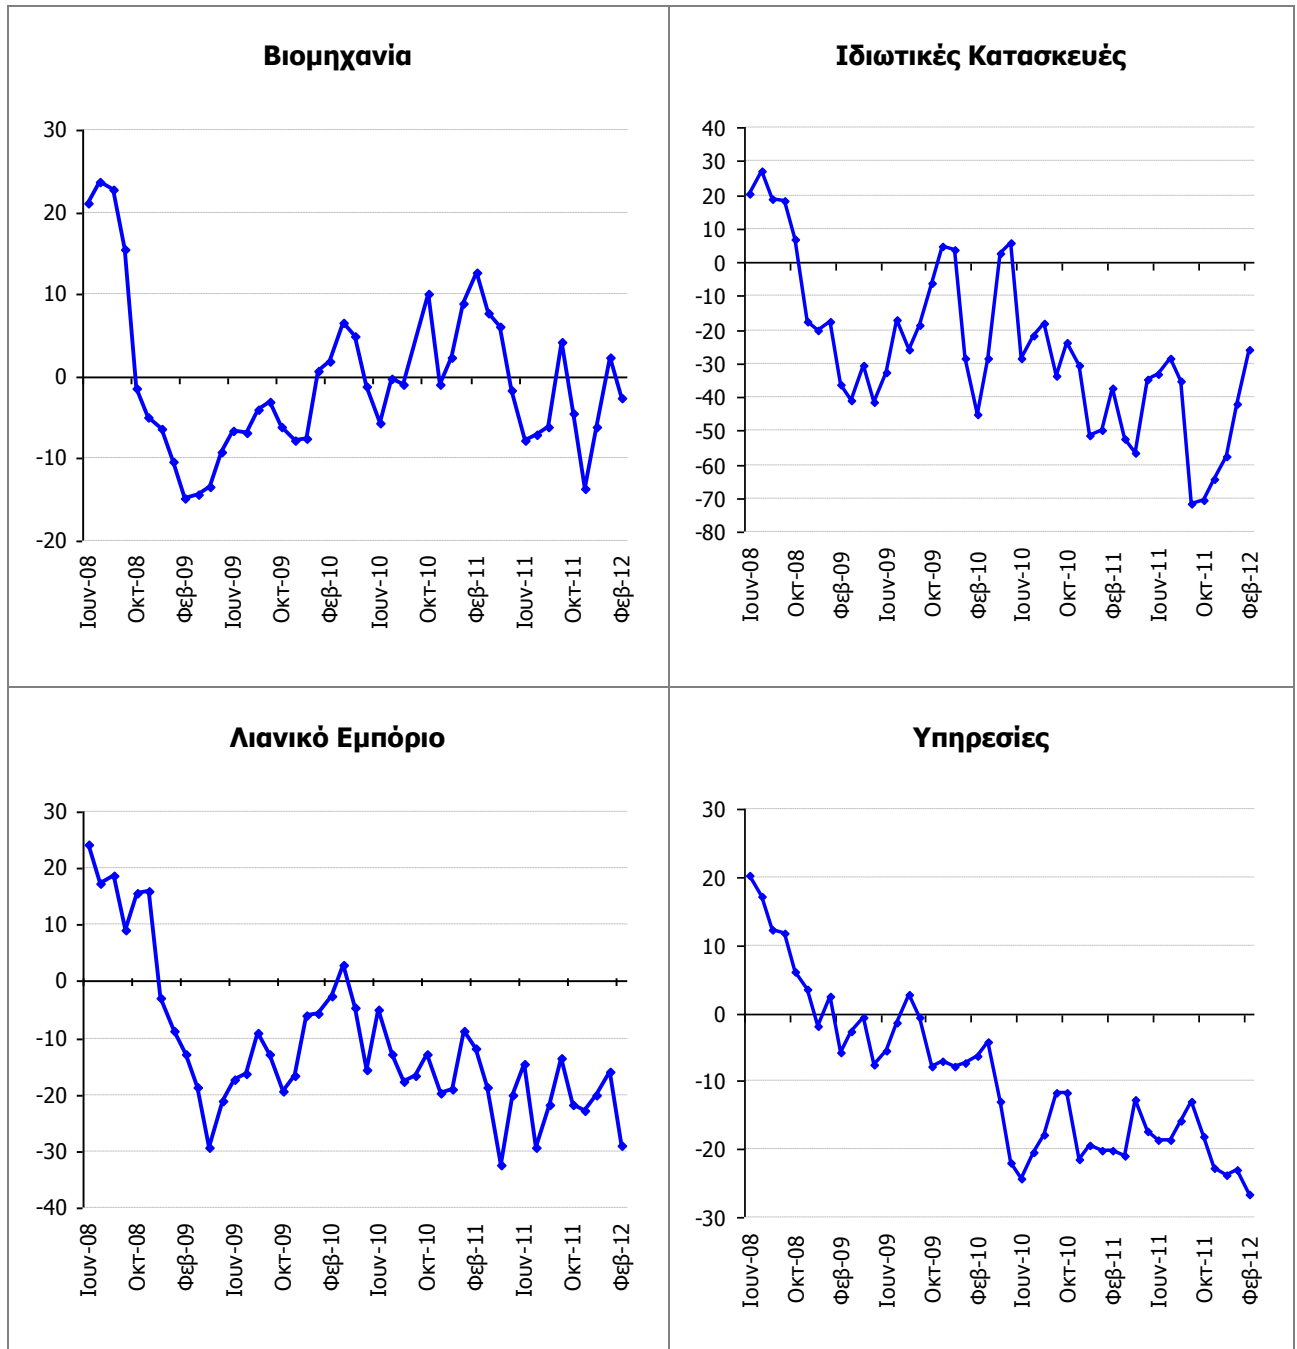 Βιομηχανία
30
20
10
0
-10
-20
Ιουν-08
Οκτ-08
Φεβ-09
Ιουν-09
Οκτ-09
Φεβ-10
Ιουν-10
Οκτ-10
Φεβ-11
Ιουν-11
Οκτ-11
Φεβ-12
Ιδιωτικές Κατασκευές
40
30
20
10
0
-10
-20
-30
-40
-50
-60
-70
-80
Ιουν-08
Οκτ-08
Φεβ-09
Ιουν-09
Οκτ-09
Φεβ-10
Ιουν-10
Οκτ-10
Φεβ-11
Ιουν-11
Οκτ-11
Φεβ-12
Λιανικό Εμπόριο
30
20
10
0
-10
-20
-30
-40
Ιουν-08
Οκτ-08
Φεβ-09
Ιουν-09
Οκτ-09
Φεβ-10
Ιουν-10
Οκτ-10
Φεβ-11
Ιουν-11
Οκτ-11
Φεβ-12
Υπηρεσίες
30
20
10
0
-10
-20
-30
Ιουν-08
Οκτ-08
Φεβ-09
Ιουν-09
Οκτ-09
Φεβ-10
Ιουν-10
Οκτ-10
Φεβ-11
Ιουν-11
Οκτ-11
Φεβ-12